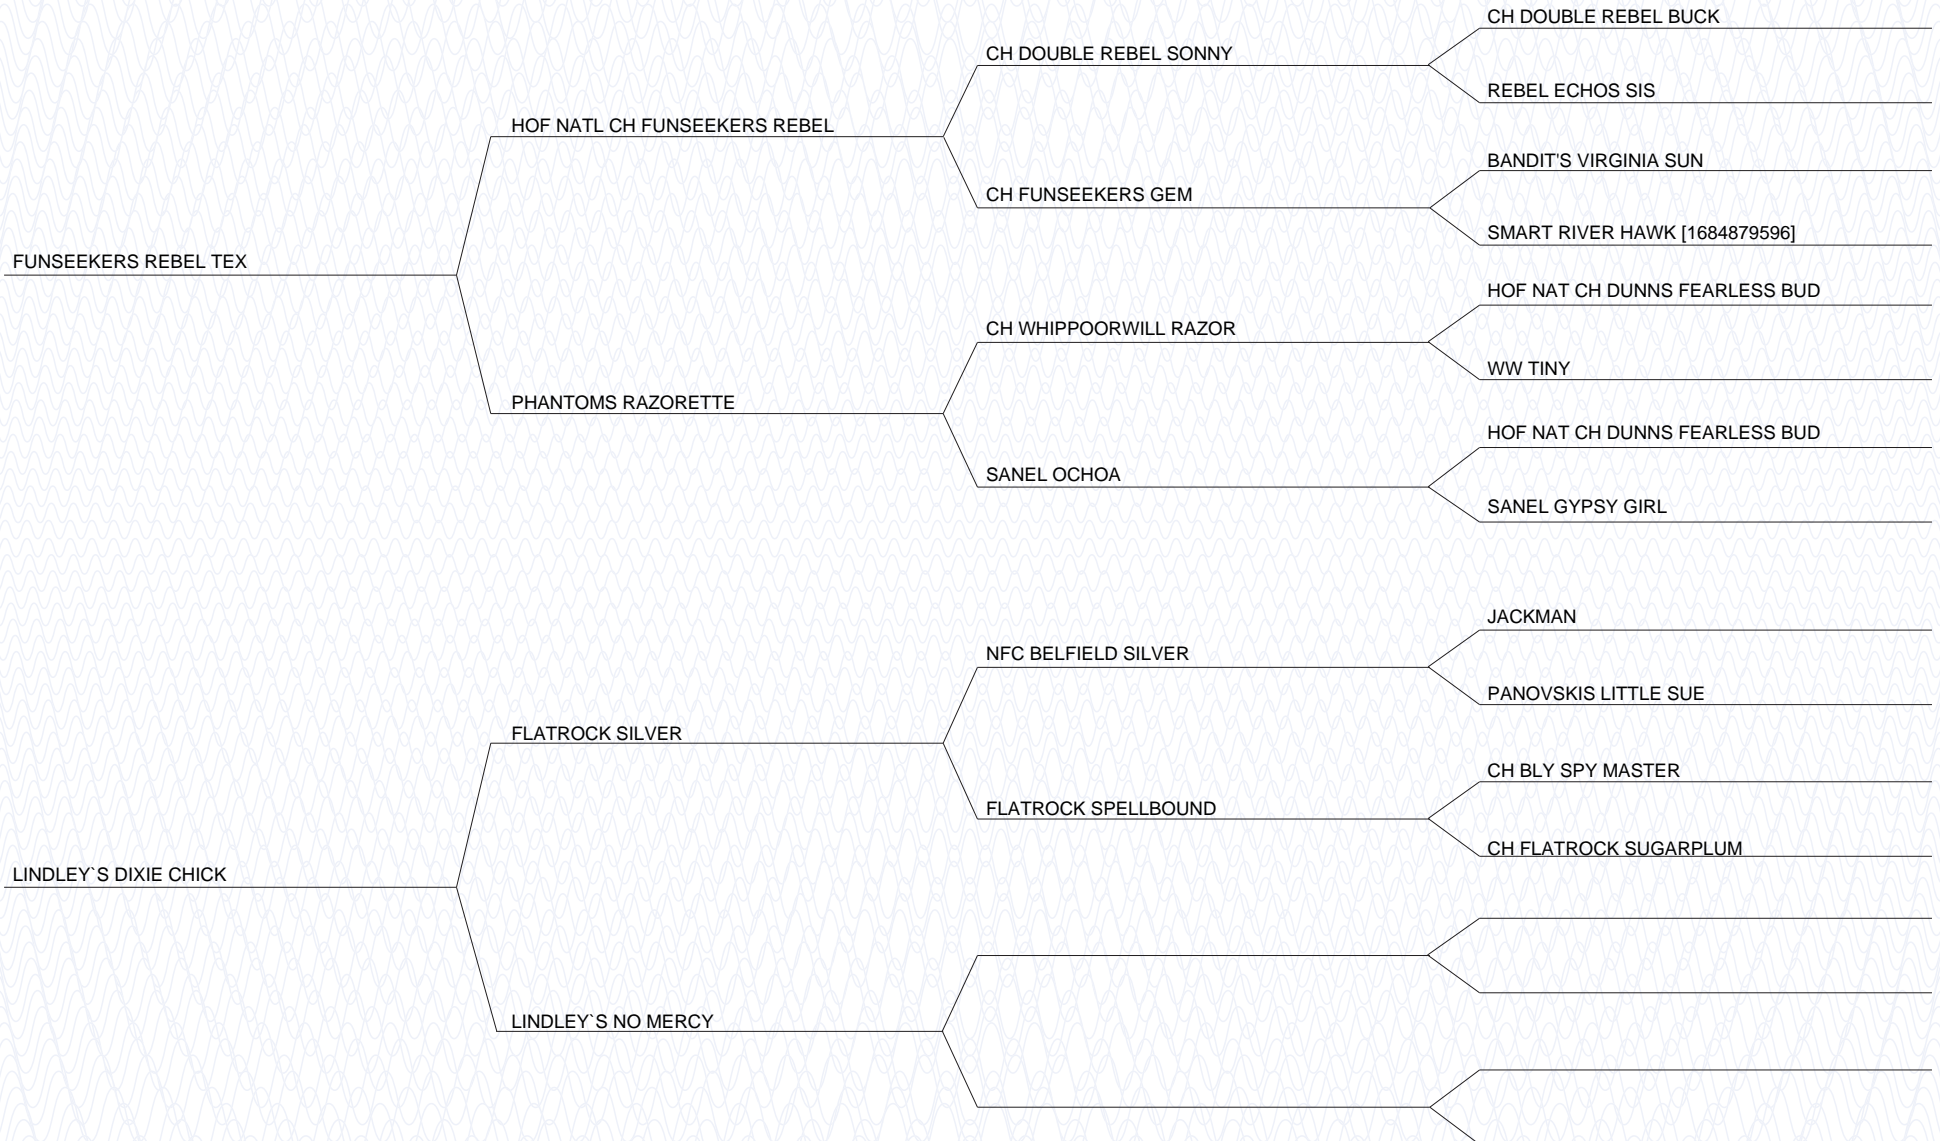 CH DOUBLE REBEL BUCK
CH DOUBLE REBEL SONNY
REBEL ECHOS SIS
HOF NATL CH FUNSEEKERS REBEL
BANDIT'S VIRGINIA SUN
CH FUNSEEKERS GEM
SMART RIVER HAWK [1684879596]
FUNSEEKERS REBEL TEX
HOF NAT CH DUNNS FEARLESS BUD
CH WHIPPOORWILL RAZOR
WW TINY
PHANTOMS RAZORETTE
HOF NAT CH DUNNS FEARLESS BUD
SANEL OCHOA
SANEL GYPSY GIRL
JACKMAN
NFC BELFIELD SILVER
PANOVSKIS LITTLE SUE
FLATROCK SILVER
CH BLY SPY MASTER
FLATROCK SPELLBOUND
CH FLATROCK SUGARPLUM
LINDLEY`S DIXIE CHICK
LINDLEY`S NO MERCY